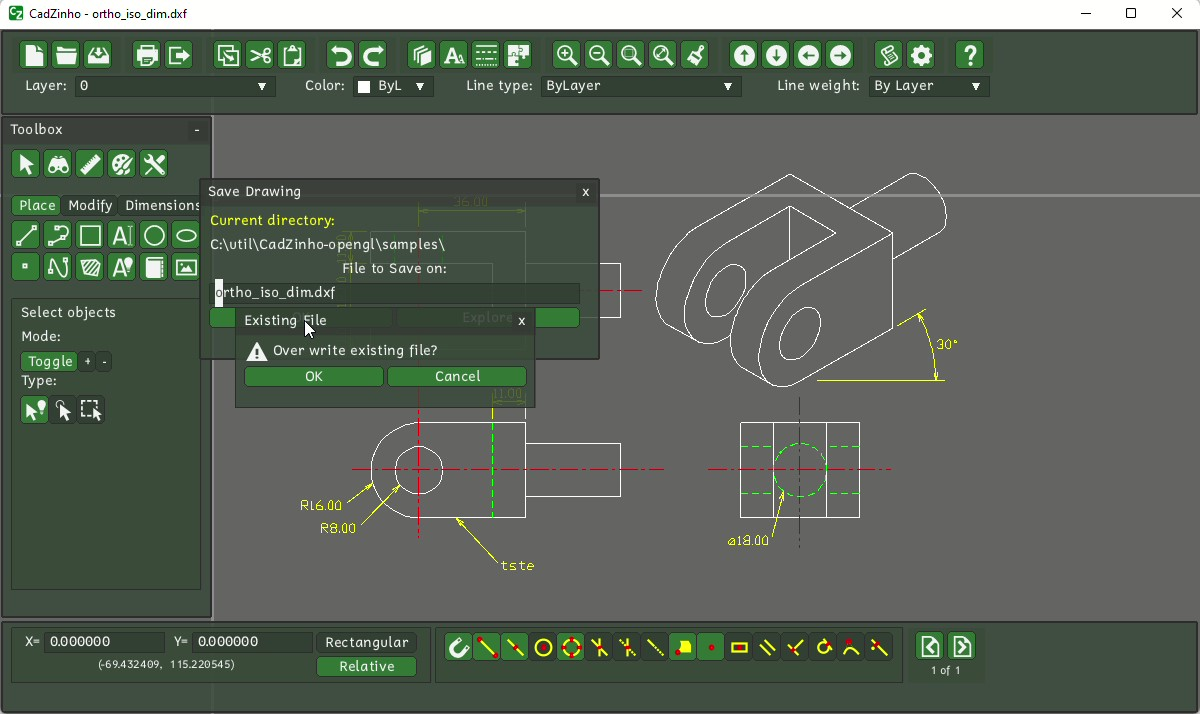 CadZinho - ortho_iso_dim.dxf
Layer: 0 Color: ByL Line type: ByLayer Line weight: By Layer
Toolbox -
Place Modify Dimensions
Select objects
Mode:
Toggle + -
Type:
Save Drawing x
Current directory:
C:\util\CadZinho-opengl\samples\
File to Save on:
ortho_iso_dim.dxf
Explore
Existing File x
Over write existing file?
OK Cancel
36.00
11.00
30°
R16.00
R8.00
tste
ø18.00
X= 0.000000 Y= 0.000000 Rectangular
(-69.432409, 115.220545) Relative
1 of 1